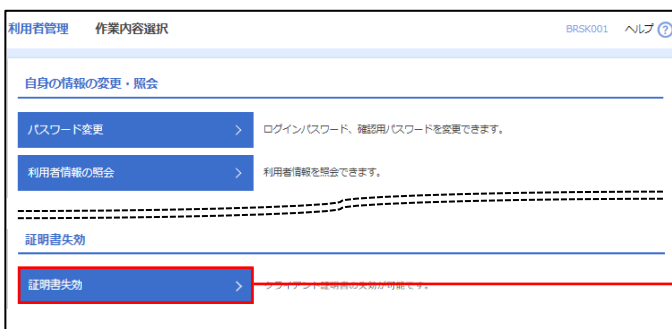 利用者管理 作業内容選択 BRSK001 ヘルプ ?
自身の情報の変更・照会
パスワード変更 ログインパスワード、確認用パスワードを変更できます。
利用者情報の照会 利用者情報を照会できます。
証明書失効
証明書失効 クライアント証明書の失効が可能です。